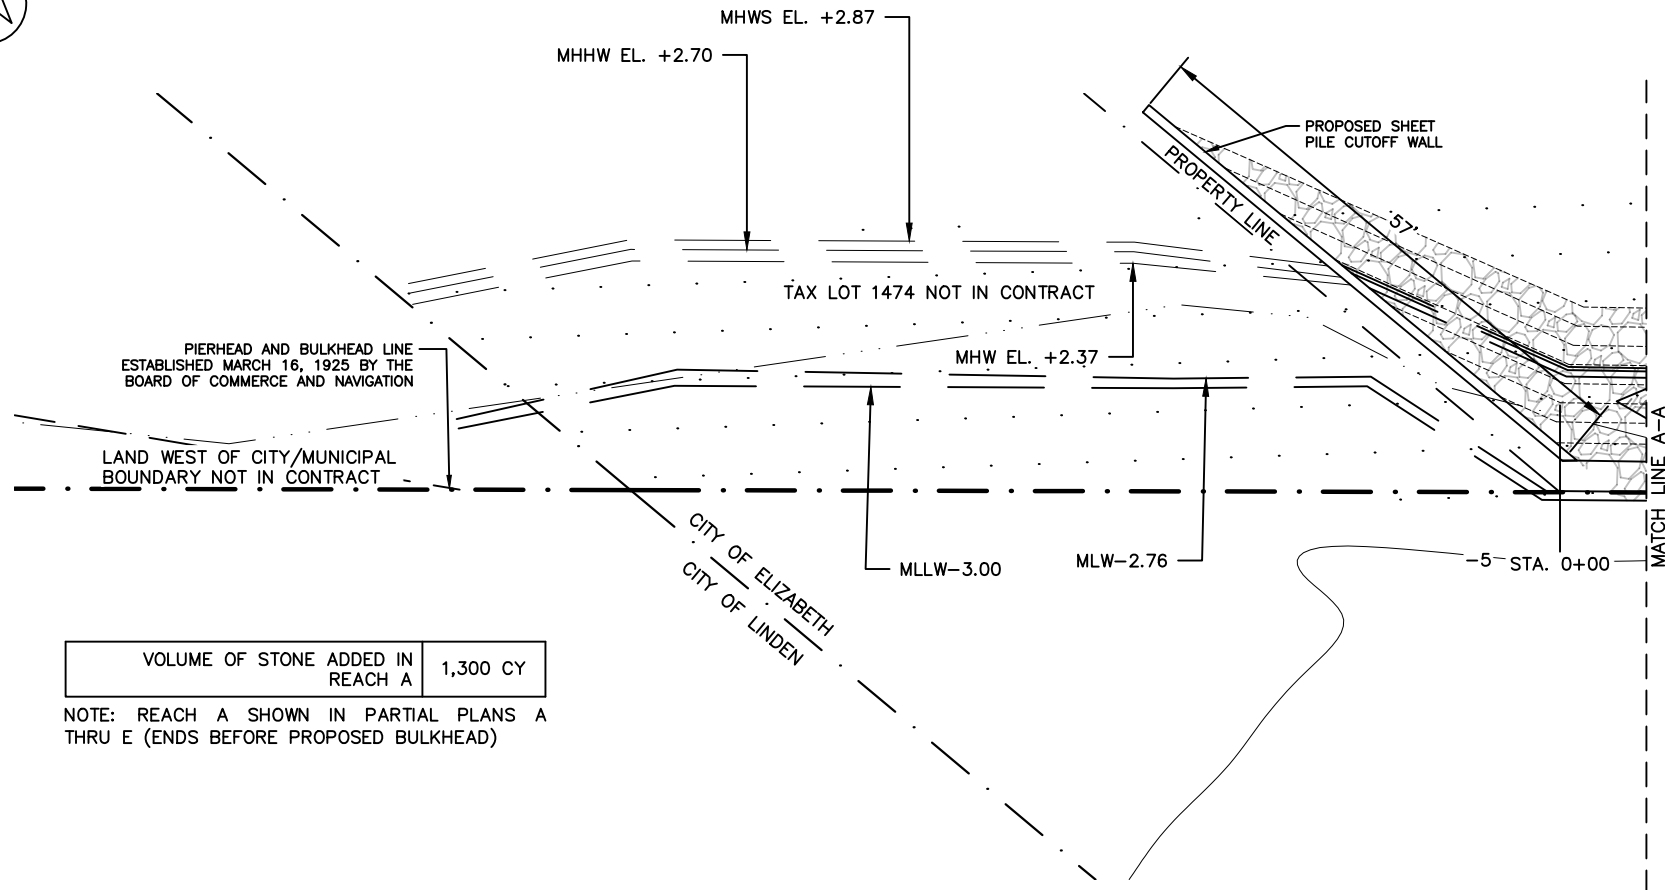 MHWS EL. +2.87
MHHW EL. +2.70
PROPOSED SHEET
PILE CUTOFF WALL
PROPERTY LINE
57'
TAX LOT 1474 NOT IN CONTRACT
MHW EL. +2.37
PIERHEAD AND BULKHEAD LINE
ESTABLISHED MARCH 16, 1925 BY THE
BOARD OF COMMERCE AND NAVIGATION
LAND WEST OF CITY/MUNICIPAL
BOUNDARY NOT IN CONTRACT
MATCH LINE A-A
MLLW-3.00
MLW-2.76
-5
STA. 0+00
CITY OF ELIZABETH
CITY OF LINDEN
VOLUME OF STONE ADDED IN
REACH A
1,300 CY
NOTE: REACH A SHOWN IN PARTIAL PLANS A
THRU E (ENDS BEFORE PROPOSED BULKHEAD)